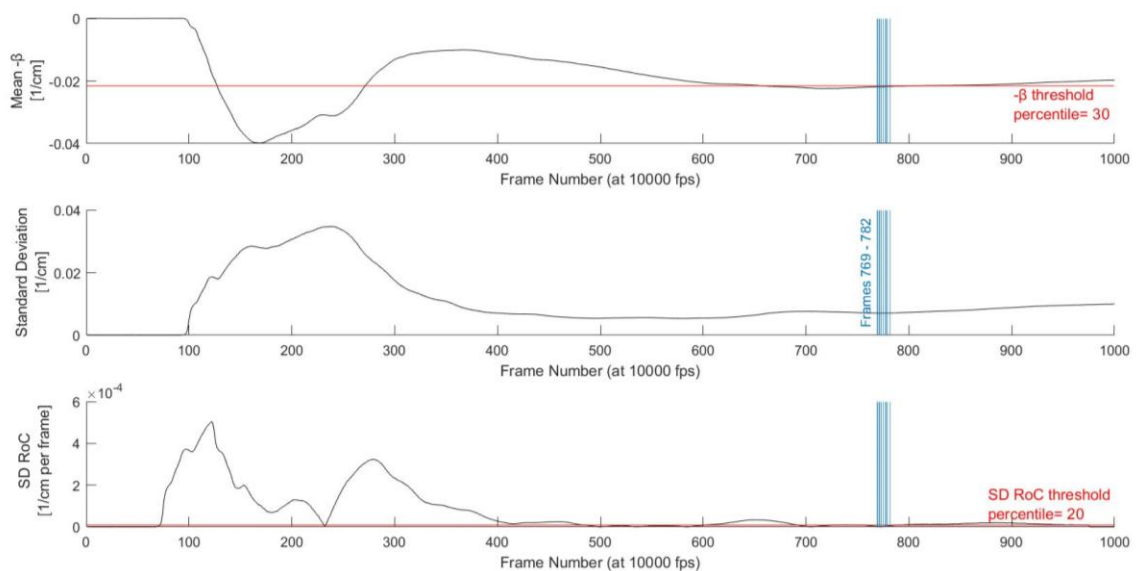 0
-0.02
-0.04
Mean -β
[1/cm]
0 100 200 300 400 500 600 700 800 900 1000
Frame Number (at 10000 fps)
-β threshold
percentile= 30
0.04
0.02
0
Standard Deviation
[1/cm]
Frames 769 - 782
0 100 200 300 400 500 600 700 800 900 1000
Frame Number (at 10000 fps)
×10-4
6
4
2
0
SD RoC
[1/cm per frame]
SD RoC threshold
percentile= 20
0 100 200 300 400 500 600 700 800 900 1000
Frame Number (at 10000 fps)